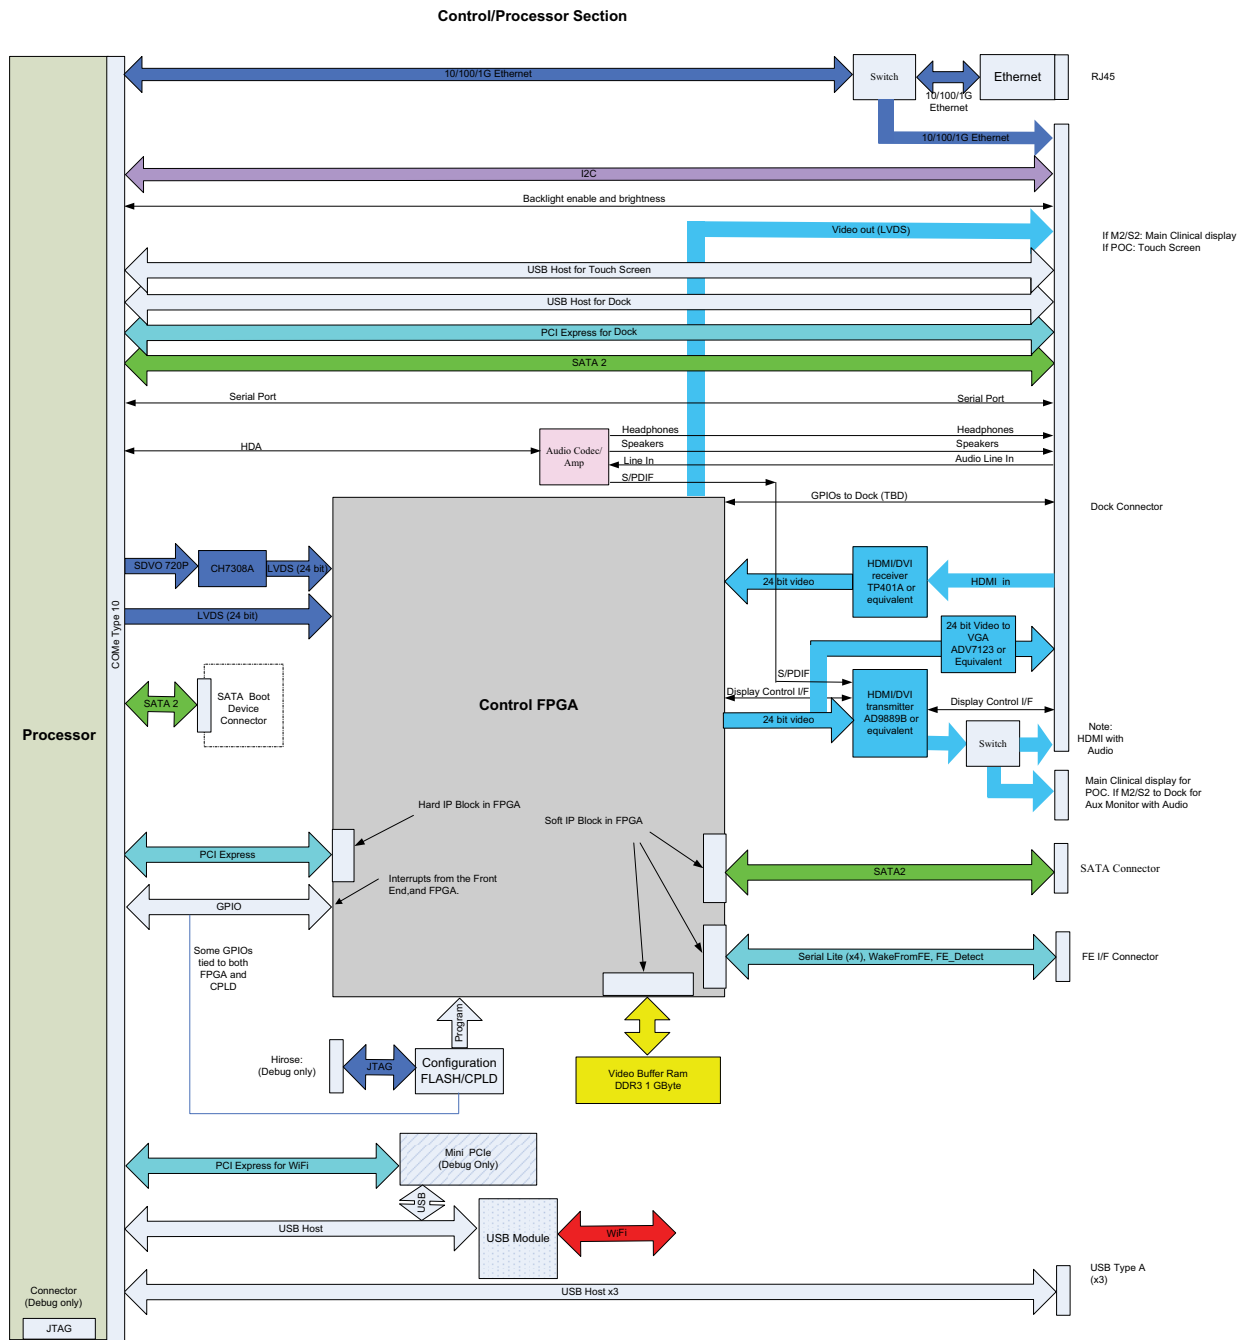 Control/Processor Section
10/100/1G Ethernet
Switch
10/100/1G
Ethernet
Ethernet
RJ45
10/100/1G Ethernet
I2C
Backlight enable and brightness
Video out (LVDS)
If M2/S2: Main Clinical display
If POC: Touch Screen
USB Host for Touch Screen
USB Host for Dock
PCI Express for Dock
SATA 2
Serial Port
Serial Port
HDA
Audio Codec/
Amp
Headphones
Speakers
Line In
S/PDIF
Headphones
Speakers
Audio Line In
GPIOs to Dock (TBD)
Dock Connector
SDVO 720P
CH7308A
LVDS (24 bit)
LVDS (24 bit)
COMe Type 10
24 bit video
HDMI/DVI
receiver
TP401A or
equivalent
HDMI in
24 bit Video to
VGA
ADV7123 or
Equivalent
S/PDIF
Display Control I/F
24 bit video
HDMI/DVI
transmitter
AD9889B or
equivalent
Display Control I/F
Switch
Note:
HDMI with
Audio
SATA 2
SATA Boot
Device
Connector
Processor
Control FPGA
Main Clinical display for
POC. If M2/S2 to Dock for
Aux Monitor with Audio
Hard IP Block in FPGA
Soft IP Block in FPGA
PCI Express
Interrupts from the Front
End,and FPGA.
GPIO
SATA2
SATA Connector
Some GPIOs
tied to both
FPGA and
CPLD
Serial Lite (x4), WakeFromFE, FE_Detect
FE I/F Connector
Program
Hirose:
(Debug only)
JTAG
Configuration
FLASH/CPLD
Video Buffer Ram
DDR3 1 GByte
PCI Express for WiFi
Mini PCIe
(Debug Only)
USB
USB Host
USB Module
WiFi
USB Host x3
USB Type A
(x3)
Connector
(Debug only)
JTAG